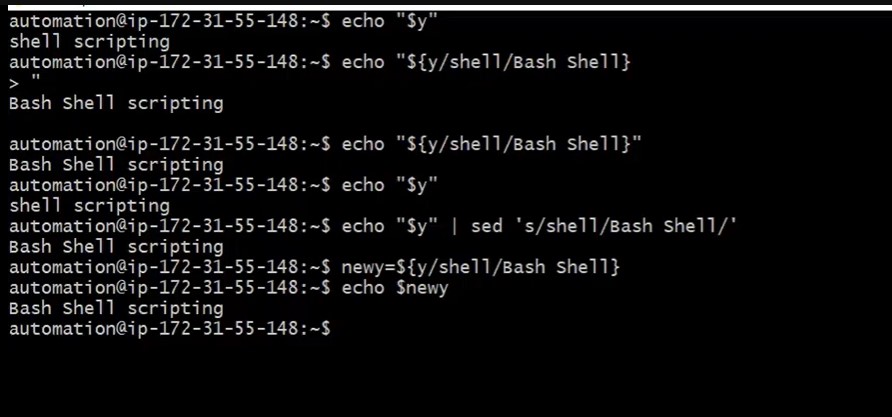 automation@ip-172-31-55-148:~$ echo "$y"
shell scripting
automation@ip-172-31-55-148:~$ echo "${y/shell/Bash Shell}
> "
Bash Shell scripting

automation@ip-172-31-55-148:~$ echo "${y/shell/Bash Shell}"
Bash Shell scripting
automation@ip-172-31-55-148:~$ echo "$y"
shell scripting
automation@ip-172-31-55-148:~$ echo "$y" | sed 's/shell/Bash Shell/'
Bash Shell scripting
automation@ip-172-31-55-148:~$ newy=${y/shell/Bash Shell}
automation@ip-172-31-55-148:~$ echo $newy
Bash Shell scripting
automation@ip-172-31-55-148:~$